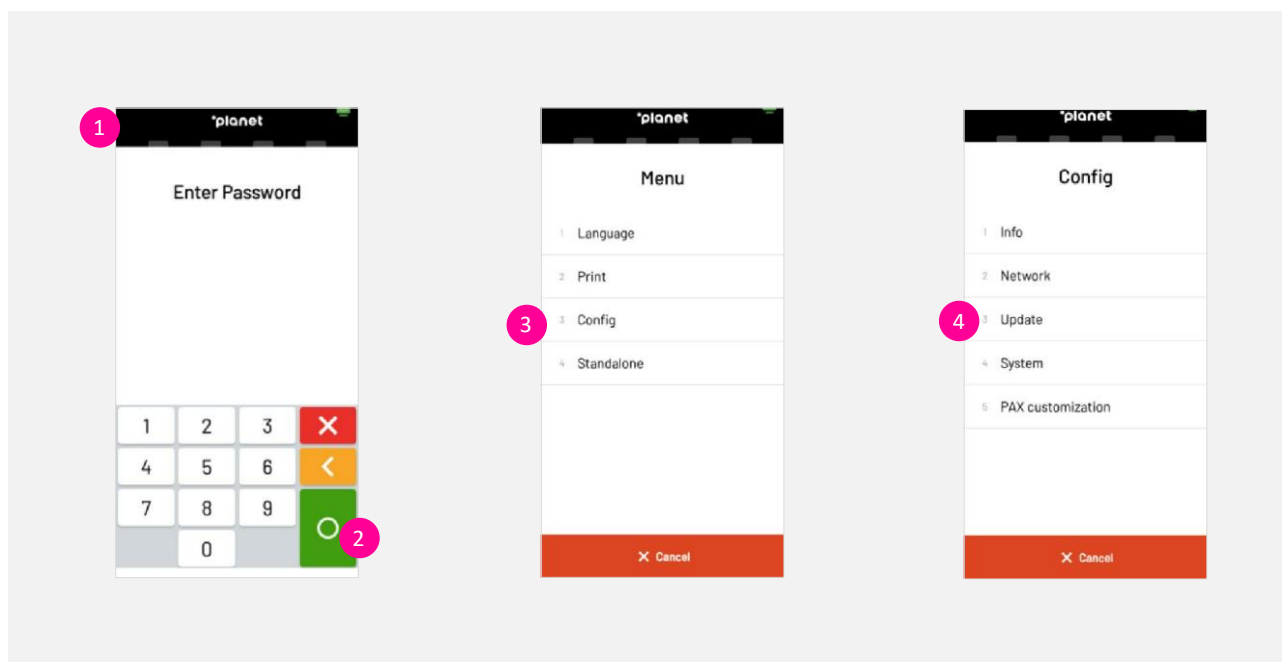 1
*planet
Enter Password
1 2 3
4 5 6
7 8 9
0
2
*planet
Menu
1 Language
2 Print
3
3 Config
4 Standalone
Cancel
*planet
Config
1 Info
2 Network
4
3 Update
4 System
5 PAX customization
Cancel